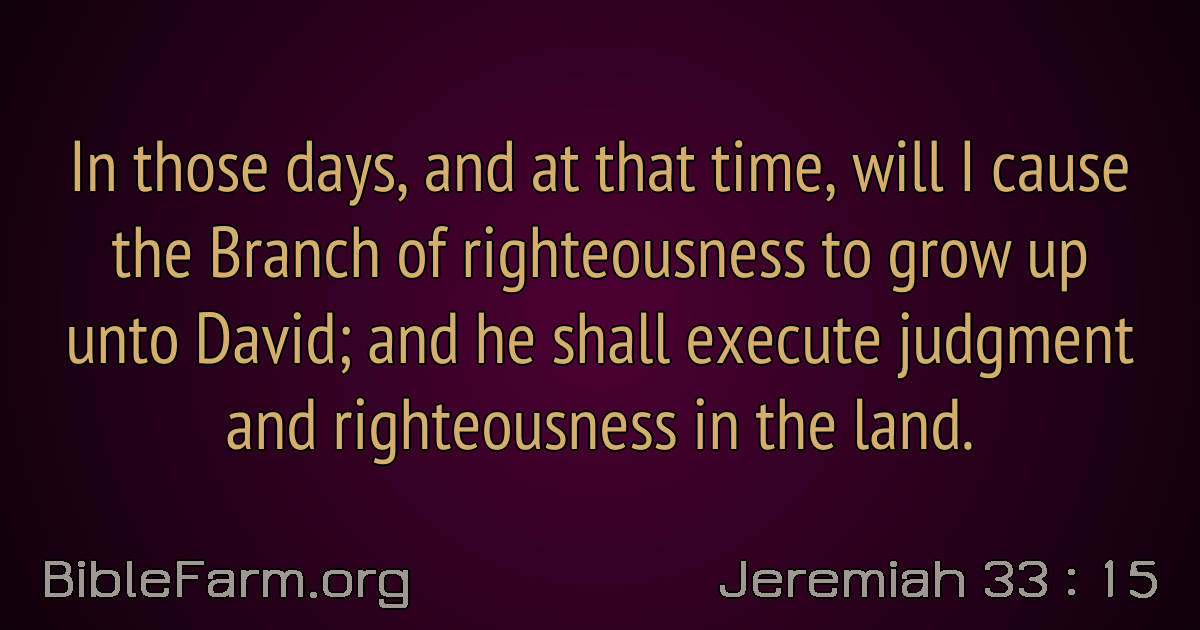 In those days, and at that time, will I cause
the Branch of righteousness to grow up
unto David; and he shall execute judgment
and righteousness in the land.
BibleFarm.org
Jeremiah 33 : 15